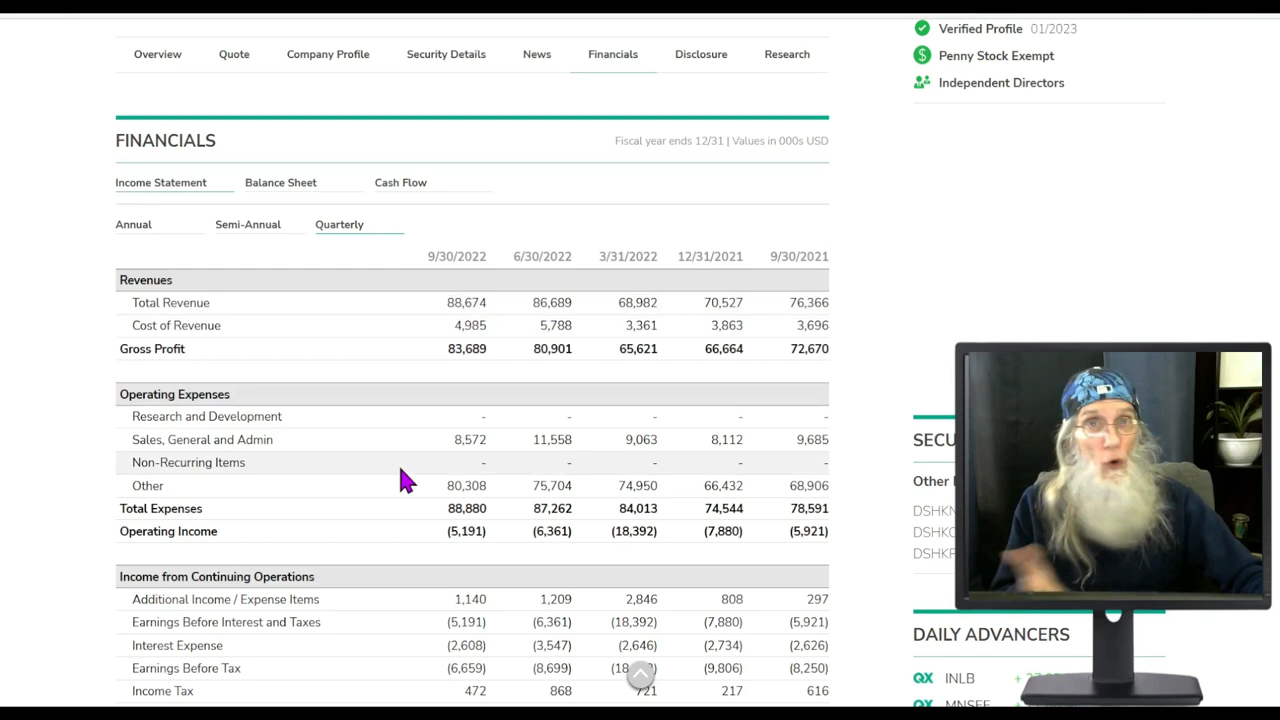 Overview Quote Company Profile Security Details News Financials Disclosure Research
Verified Profile 01/2023
Penny Stock Exempt
Independent Directors
FINANCIALS
Fiscal year ends 12/31 | Values in 000s USD
Income Statement Balance Sheet Cash Flow
Annual Semi-Annual Quarterly
9/30/2022 6/30/2022 3/31/2022 12/31/2021 9/30/2021
Revenues
Total Revenue 88,674 86,689 68,982 70,527 76,366
Cost of Revenue 4,985 5,788 3,361 3,863 3,696
Gross Profit 83,689 80,901 65,621 66,664 72,670
Operating Expenses
Research and Development - - - - -
Sales, General and Admin 8,572 11,558 9,063 8,112 9,685
Non-Recurring Items - - - - -
Other 80,308 75,704 74,950 66,432 68,906
Total Expenses 88,880 87,262 84,013 74,544 78,591
Operating Income (5,191) (6,361) (18,392) (7,880) (5,921)
Income from Continuing Operations
Additional Income / Expense Items 1,140 1,209 2,846 808 297
Earnings Before Interest and Taxes (5,191) (6,361) (18,392) (7,880) (5,921)
Interest Expense (2,608) (3,547) (2,646) (2,734) (2,626)
Earnings Before Tax (6,659) (8,699) (9,806) (8,250)
Income Tax 472 868 721 217 616
SECU
Other
DSHKN
DSHKO
DSHKP
DAILY ADVANCERS
QX INLB
QX MNSEF